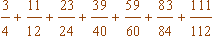 3/4 + 11/12 + 23/24 + 39/40 + 59/60 + 83/84 + 111/112